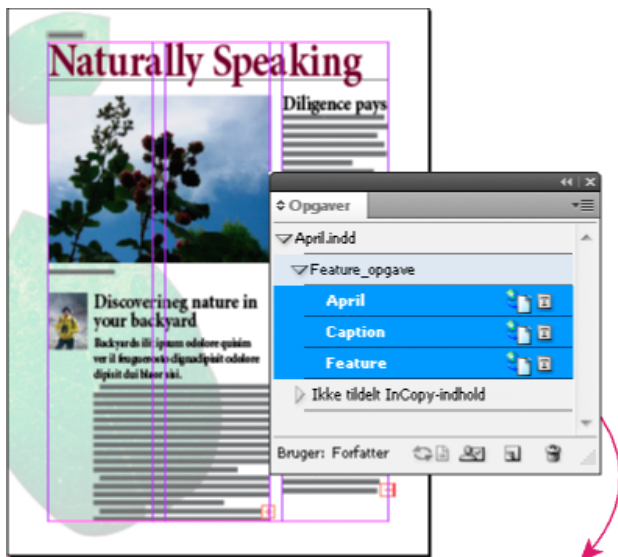 Naturally Speaking
Diligence pays
Discoverineg nature in
your backyard
Backyards ilit ipsum odolore quisim
ver il feugueros to dignadipisit odolore
dipisit dui blaor sisi.
Opgaver
April.indd
Feature_opgave
April
Caption
Feature
Ikke tildelt InCopy-indhold
Bruger: Forfatter